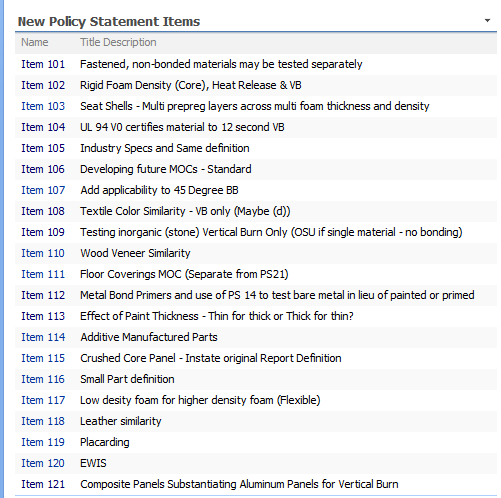 New Policy Statement Items
Name Title Description
Item 101 Fastened, non-bonded materials may be tested separately
Item 102 Rigid Foam Density (Core), Heat Release & VB
Item 103 Seat Shells - Multi prepreg layers across multi foam thickness and density
Item 104 UL 94 V0 certifies material to 12 second VB
Item 105 Industry Specs and Same definition
Item 106 Developing future MOCs - Standard
Item 107 Add applicability to 45 Degree BB
Item 108 Textile Color Similarity - VB only (Maybe (d))
Item 109 Testing inorganic (stone) Vertical Burn Only (OSU if single material - no bonding)
Item 110 Wood Veneer Similarity
Item 111 Floor Coverings MOC (Separate from PS21)
Item 112 Metal Bond Primers and use of PS 14 to test bare metal in lieu of painted or primed
Item 113 Effect of Paint Thickness - Thin for thick or Thick for thin?
Item 114 Additive Manufactured Parts
Item 115 Crushed Core Panel - Instate original Report Definition
Item 116 Small Part definition
Item 117 Low desity foam for higher density foam (Flexible)
Item 118 Leather similarity
Item 119 Placarding
Item 120 EWIS
Item 121 Composite Panels Substantiating Aluminum Panels for Vertical Burn